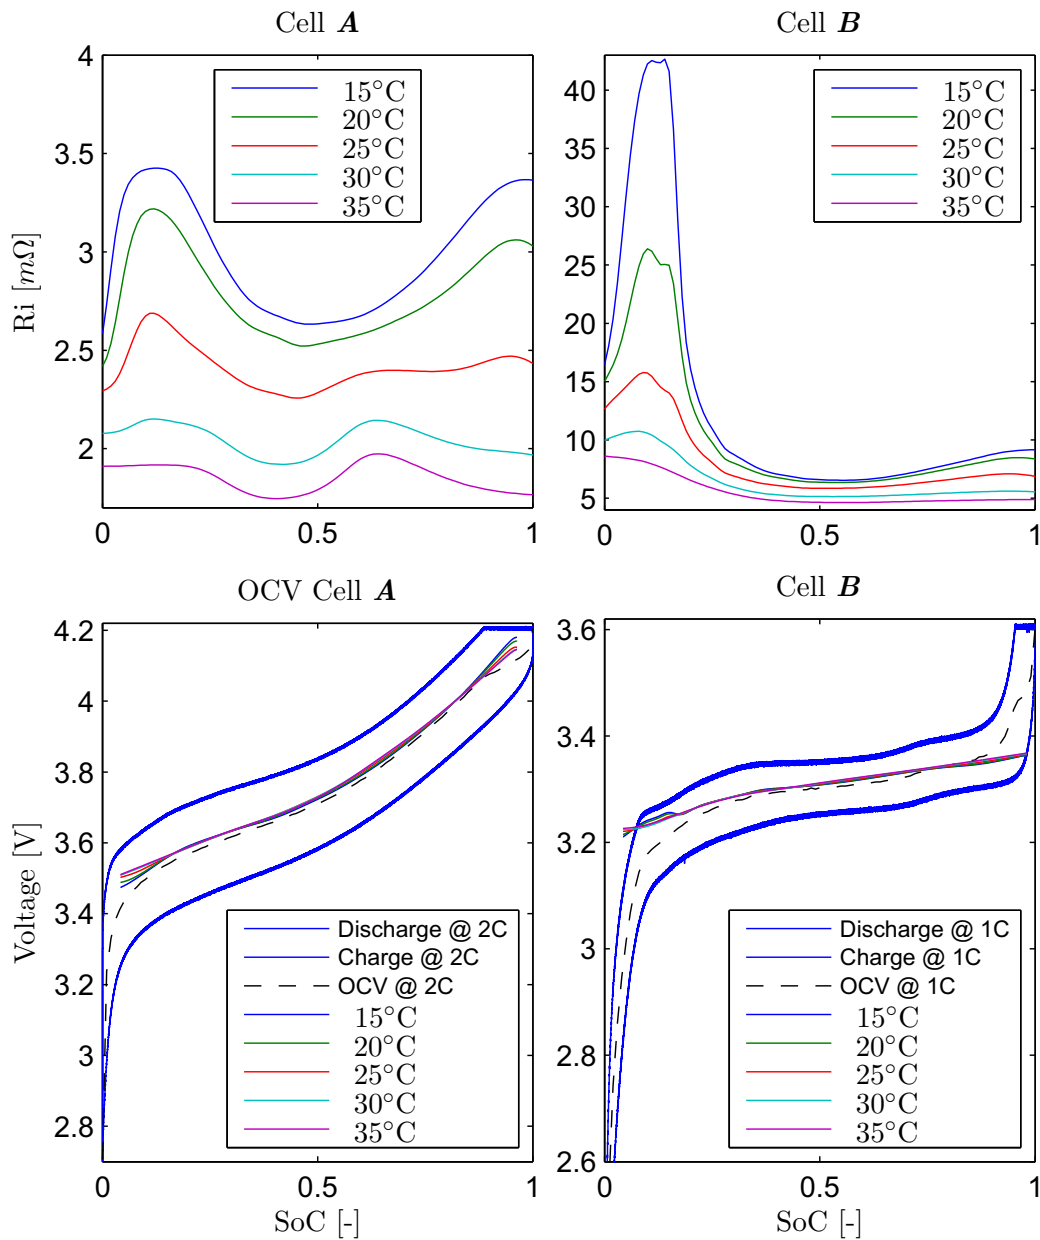 Cell A
Cell B
4
3.5
3
2.5
2
Ri [mΩ]
15°C
20°C
25°C
30°C
35°C
0
0.5
1
40
35
30
25
20
15
10
5
15°C
20°C
25°C
30°C
35°C
0
0.5
1
OCV Cell A
Cell B
4.2
4
3.8
3.6
3.4
3.2
3
2.8
Voltage [V]
Discharge @ 2C
Charge @ 2C
OCV @ 2C
15°C
20°C
25°C
30°C
35°C
0
0.5
1
SoC [-]
3.6
3.4
3.2
3
2.8
2.6
Discharge @ 1C
Charge @ 1C
OCV @ 1C
15°C
20°C
25°C
30°C
35°C
0
0.5
1
SoC [-]